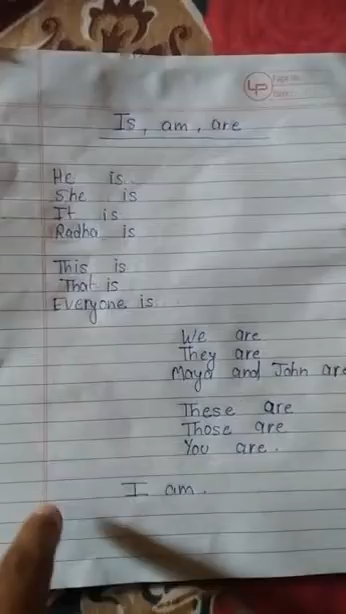 LP
Is, am, are
He is.
She is
It is
Radha is
This is
That is
Everyone is
We are
They are
Maya and John are
These are
Those are
You are.
I am.